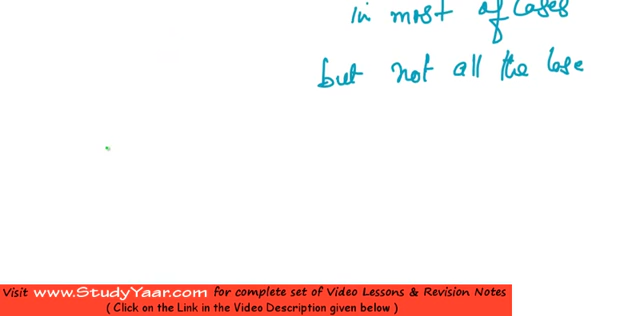 in most of cases
but not all the case
Visit www.StudyYaar.com for complete set of Video Lessons & Revision Notes
( Click on the Link in the Video Description given below )